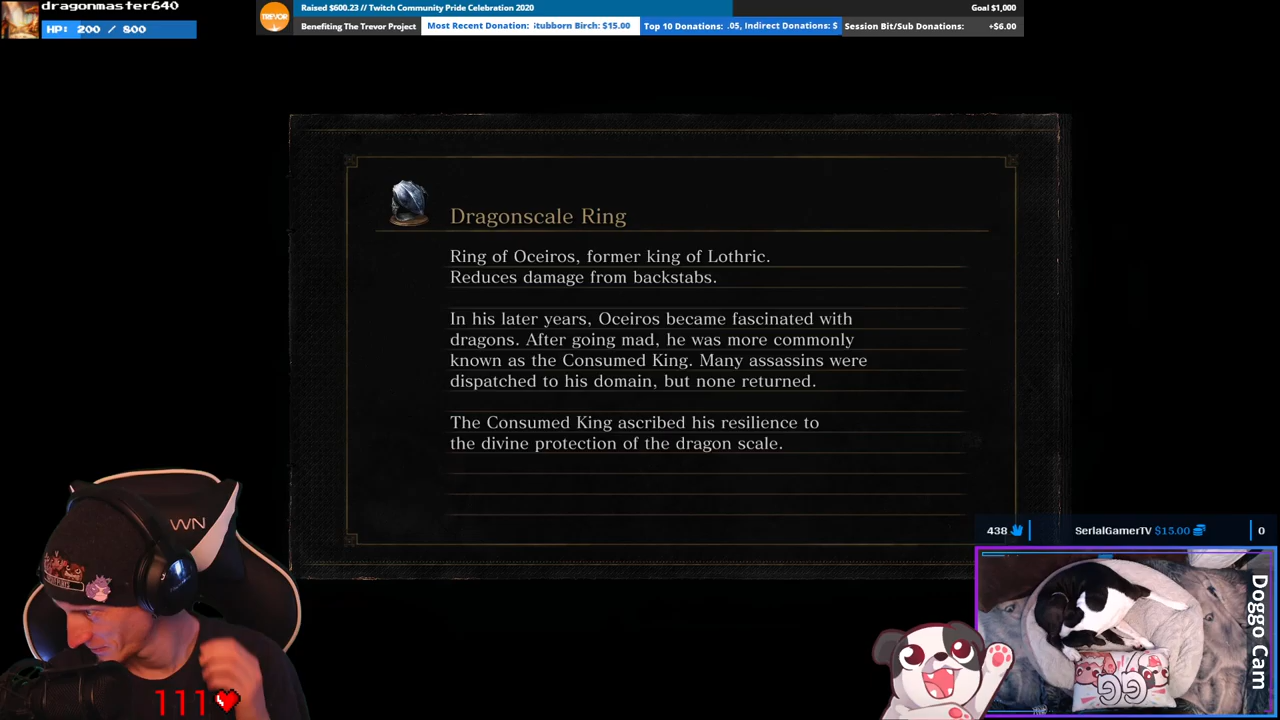 dragonmaster640
HP: 200 / 800
Raised $600.23 // Twitch Community Pride Celebration 2020
Goal $1,000
TREVOR
Benefiting The Trevor Project
Most Recent Donation: Stubborn Birch: $15.00
Top 10 Donations: .05, Indirect Donations: $
Session Bit/Sub Donations: +$6.00
Dragonscale Ring
Ring of Oceiros, former king of Lothric.
Reduces damage from backstabs.
In his later years, Oceiros became fascinated with
dragons. After going mad, he was more commonly
known as the Consumed King. Many assassins were
dispatched to his domain, but none returned.
The Consumed King ascribed his resilience to
the divine protection of the dragon scale.
WN
111
438
SerialGamerTV $15.00
0
Doggo Cam
GG